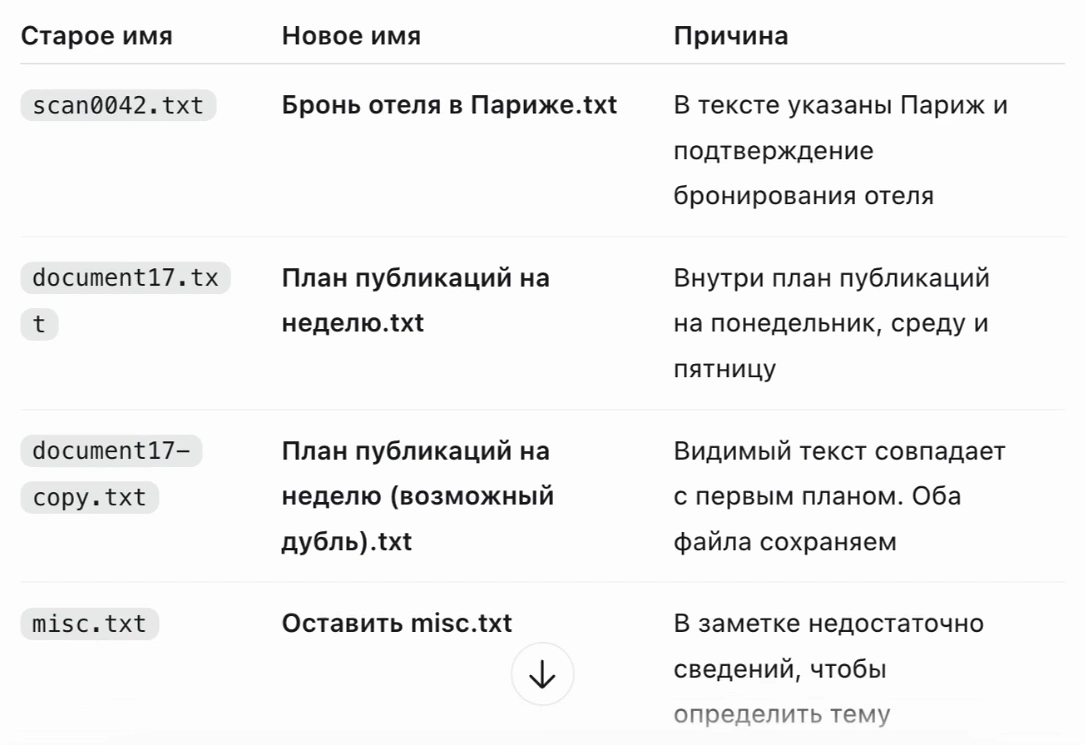 Старое имя Новое имя Причина
scan0042.txt Бронь отеля в Париже.txt В тексте указаны Париж и
подтверждение
бронирования отеля
document17.tx План публикаций на Внутри план публикаций
t неделю.txt на понедельник, среду и
пятницу
document17- План публикаций на Видимый текст совпадает
copy.txt неделю (возможный с первым планом. Оба
дубль).txt файла сохраняем
misc.txt Оставить misc.txt В заметке недостаточно
сведений, чтобы
определить тему